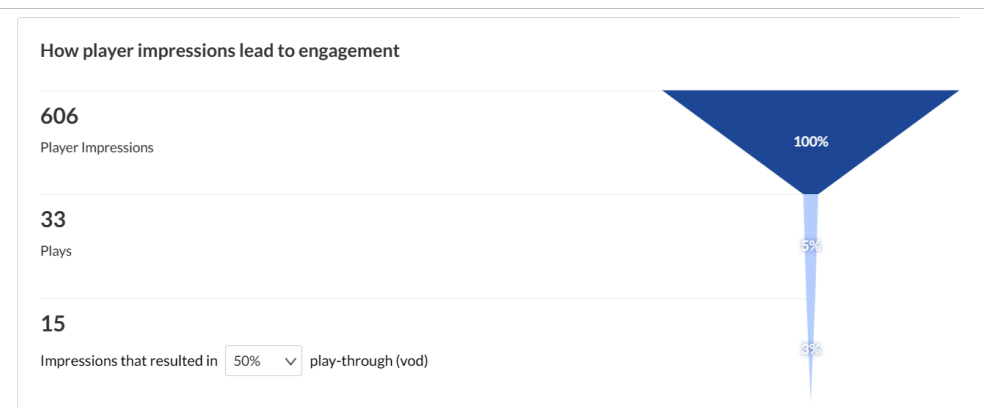 How player impressions lead to engagement
606
Player Impressions
100%
33
Plays
5%
15
Impressions that resulted in 50% play-through (vod)
3%